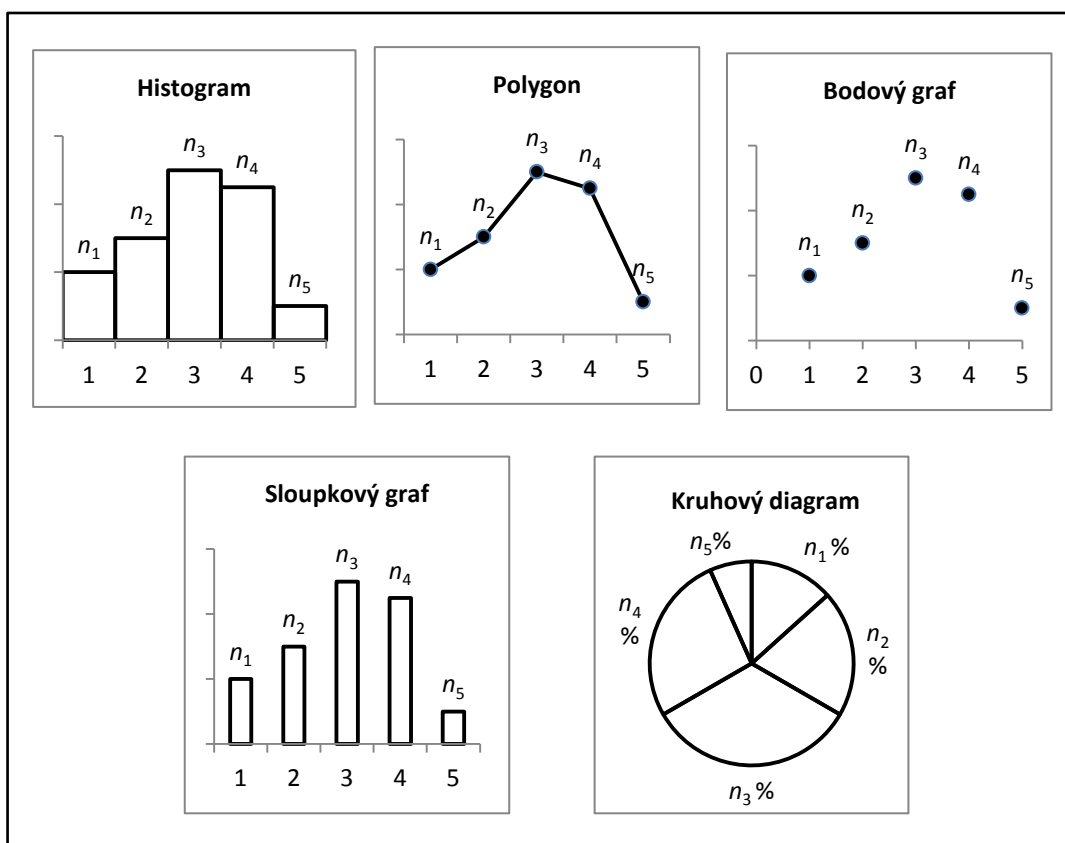 Histogram
n1
n2
n3
n4
n5
1 2 3 4 5
Polygon
n1
n2
n3
n4
n5
1 2 3 4 5
Bodový graf
n1
n2
n3
n4
n5
0 1 2 3 4 5
Sloupkový graf
n1
n2
n3
n4
n5
1 2 3 4 5
Kruhový diagram
n5%
n1 %
n4
%
n2
%
n3 %